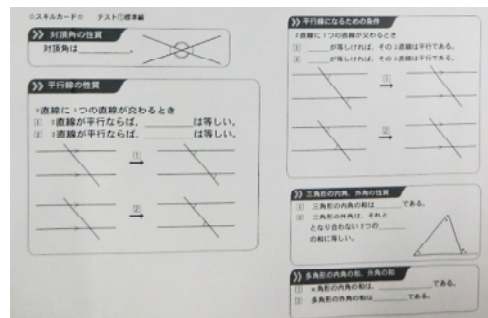 ☆スキルカード☆　テスト①標準編
対頂角の性質
対頂角は＿＿＿＿＿。
平行線の性質
2直線に1つの直線が交わるとき
① 2直線が平行ならば、＿＿＿＿＿は等しい。
② 2直線が平行ならば、＿＿＿＿＿は等しい。
①
②
平行線になるための条件
2直線に1つの直線が交わるとき
① ＿＿＿＿が等しければ、その2直線は平行である。
② ＿＿＿＿が等しければ、その2直線は平行である。
①
②
三角形の内角、外角の性質
① 三角形の内角の和は＿＿＿＿である。
② 三角形の外角は、それと
となり合わない2つの＿＿＿＿
の和に等しい。
多角形の内角の和、外角の和
① n角形の内角の和は、＿＿＿＿＿である。
② 多角形の外角の和は＿＿＿＿＿である。